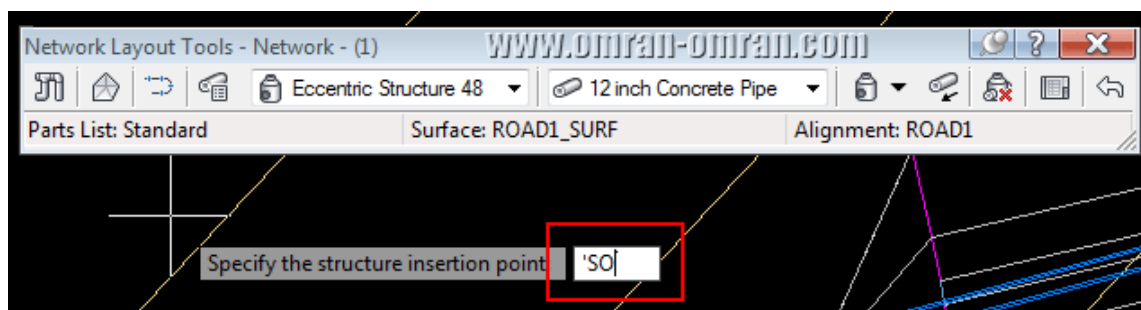 Network Layout Tools - Network - (1)
www.omran-omran.com
Eccentric Structure 48
12 inch Concrete Pipe
Parts List: Standard
Surface: ROAD1_SURF
Alignment: ROAD1
Specify the structure insertion point
'SO